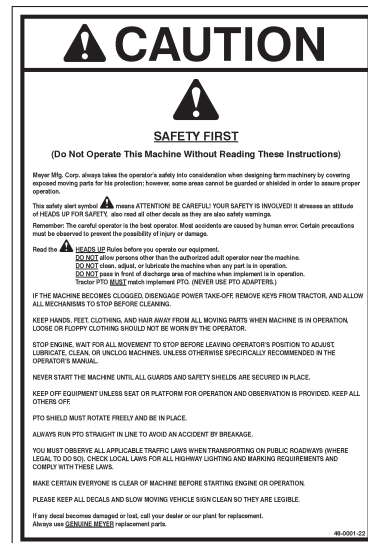 CAUTION
SAFETY FIRST
(Do Not Operate This Machine Without Reading These Instructions)
Meyer Mfg. Corp. always takes the operator's safety into consideration when designing farm machinery by covering
exposed moving parts for his protection; however, some areas cannot be guarded or shielded in order to assure proper
operation.
This safety alert symbol means ATTENTION! BE CAREFUL! YOUR SAFETY IS INVOLVED! It stresses an attitude
of HEADS UP FOR SAFETY. also read all other decals as they are also safety warnings.
Remember: The careful operator is the best operator. Most accidents are caused by human error. Certain precautions
must be observed to prevent the possibility of injury or damage.
Read the HEADS UP Rules before you operate our equipment.
DO NOT allow persons other than the authorized adult operator near the machine.
DO NOT clean, adjust, or lubricate the machine when any part is in operation.
DO NOT pass in front of discharge area of machine when implement is in operation.
Tractor PTO MUST match implement PTO. (NEVER USE PTO ADAPTERS.)
IF THE MACHINE BECOMES CLOGGED, DISENGAGE POWER TAKE-OFF, REMOVE KEYS FROM TRACTOR, AND ALLOW
ALL MECHANISMS TO STOP BEFORE CLEANING.
KEEP HANDS, FEET, CLOTHING, AND HAIR AWAY FROM ALL MOVING PARTS WHEN MACHINE IS IN OPERATION,
LOOSE OR FLOPPY CLOTHING SHOULD NOT BE WORN BY THE OPERATOR.
STOP ENGINE, WAIT FOR ALL MOVEMENT TO STOP BEFORE LEAVING OPERATOR'S POSITION TO ADJUST,
LUBRICATE, CLEAN, OR UNCLOG MACHINES, UNLESS OTHERWISE SPECIFICALLY RECOMMENDED IN THE
OPERATOR'S MANUAL.
NEVER START THE MACHINE UNTIL ALL GUARDS AND SAFETY SHIELDS ARE SECURED IN PLACE.
KEEP OFF EQUIPMENT UNLESS SEAT OR PLATFORM FOR OPERATION AND OBSERVATION IS PROVIDED. KEEP ALL
OTHERS OFF.
PTO SHIELD MUST ROTATE FREELY AND BE IN PLACE.
ALWAYS RUN PTO STRAIGHT IN LINE TO AVOID AN ACCIDENT BY BREAKAGE.
YOU MUST OBSERVE ALL APPLICABLE TRAFFIC LAWS WHEN TRANSPORTING ON PUBLIC ROADWAYS (WHERE
LEGAL TO DO SO). CHECK LOCAL LAWS FOR ALL HIGHWAY LIGHTING AND MARKING REQUIREMENTS AND
COMPLY WITH THESE LAWS.
MAKE CERTAIN EVERYONE IS CLEAR OF MACHINE BEFORE STARTING ENGINE OR OPERATION.
PLEASE KEEP ALL DECALS AND SLOW MOVING VEHICLE SIGN CLEAN SO THEY ARE LEGIBLE.
If any decal becomes damaged or lost, call your dealer or our plant for replacement.
Always use GENUINE MEYER replacement parts.
46-0001-22